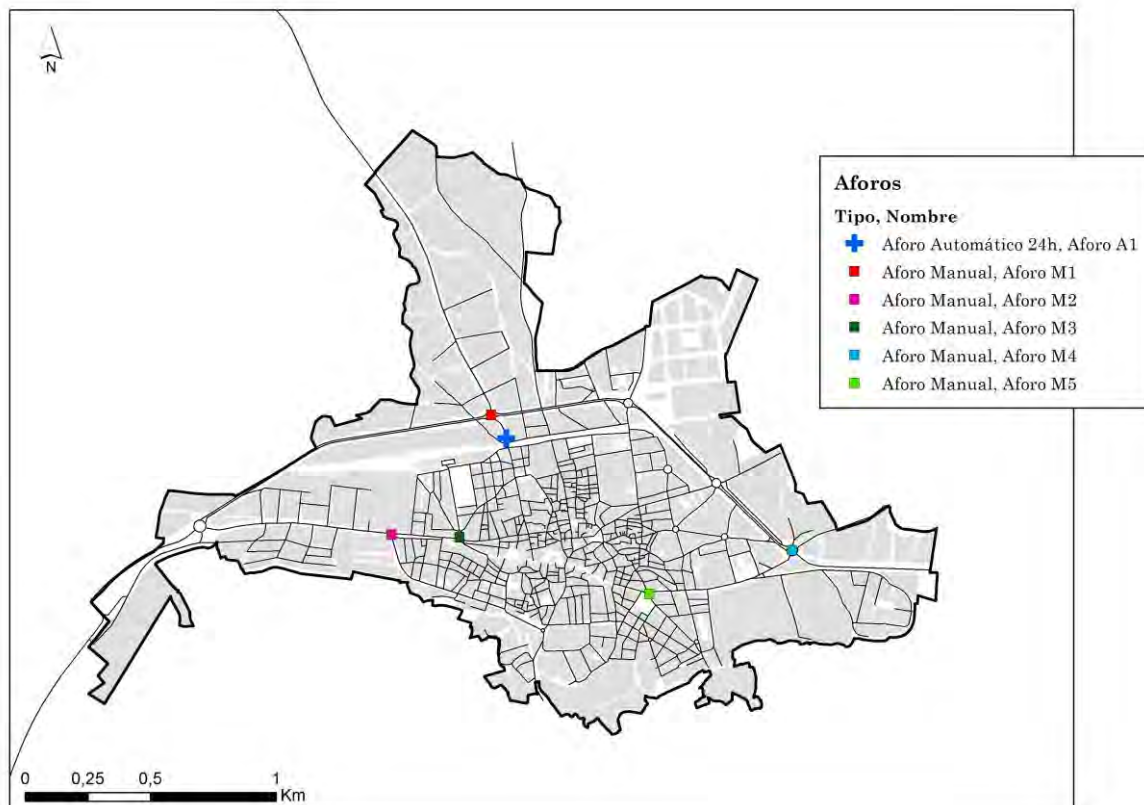 N
Aforos
Tipo, Nombre
Aforo Automático 24h, Aforo A1
Aforo Manual, Aforo M1
Aforo Manual, Aforo M2
Aforo Manual, Aforo M3
Aforo Manual, Aforo M4
Aforo Manual, Aforo M5
0 0,25 0,5 1
Km